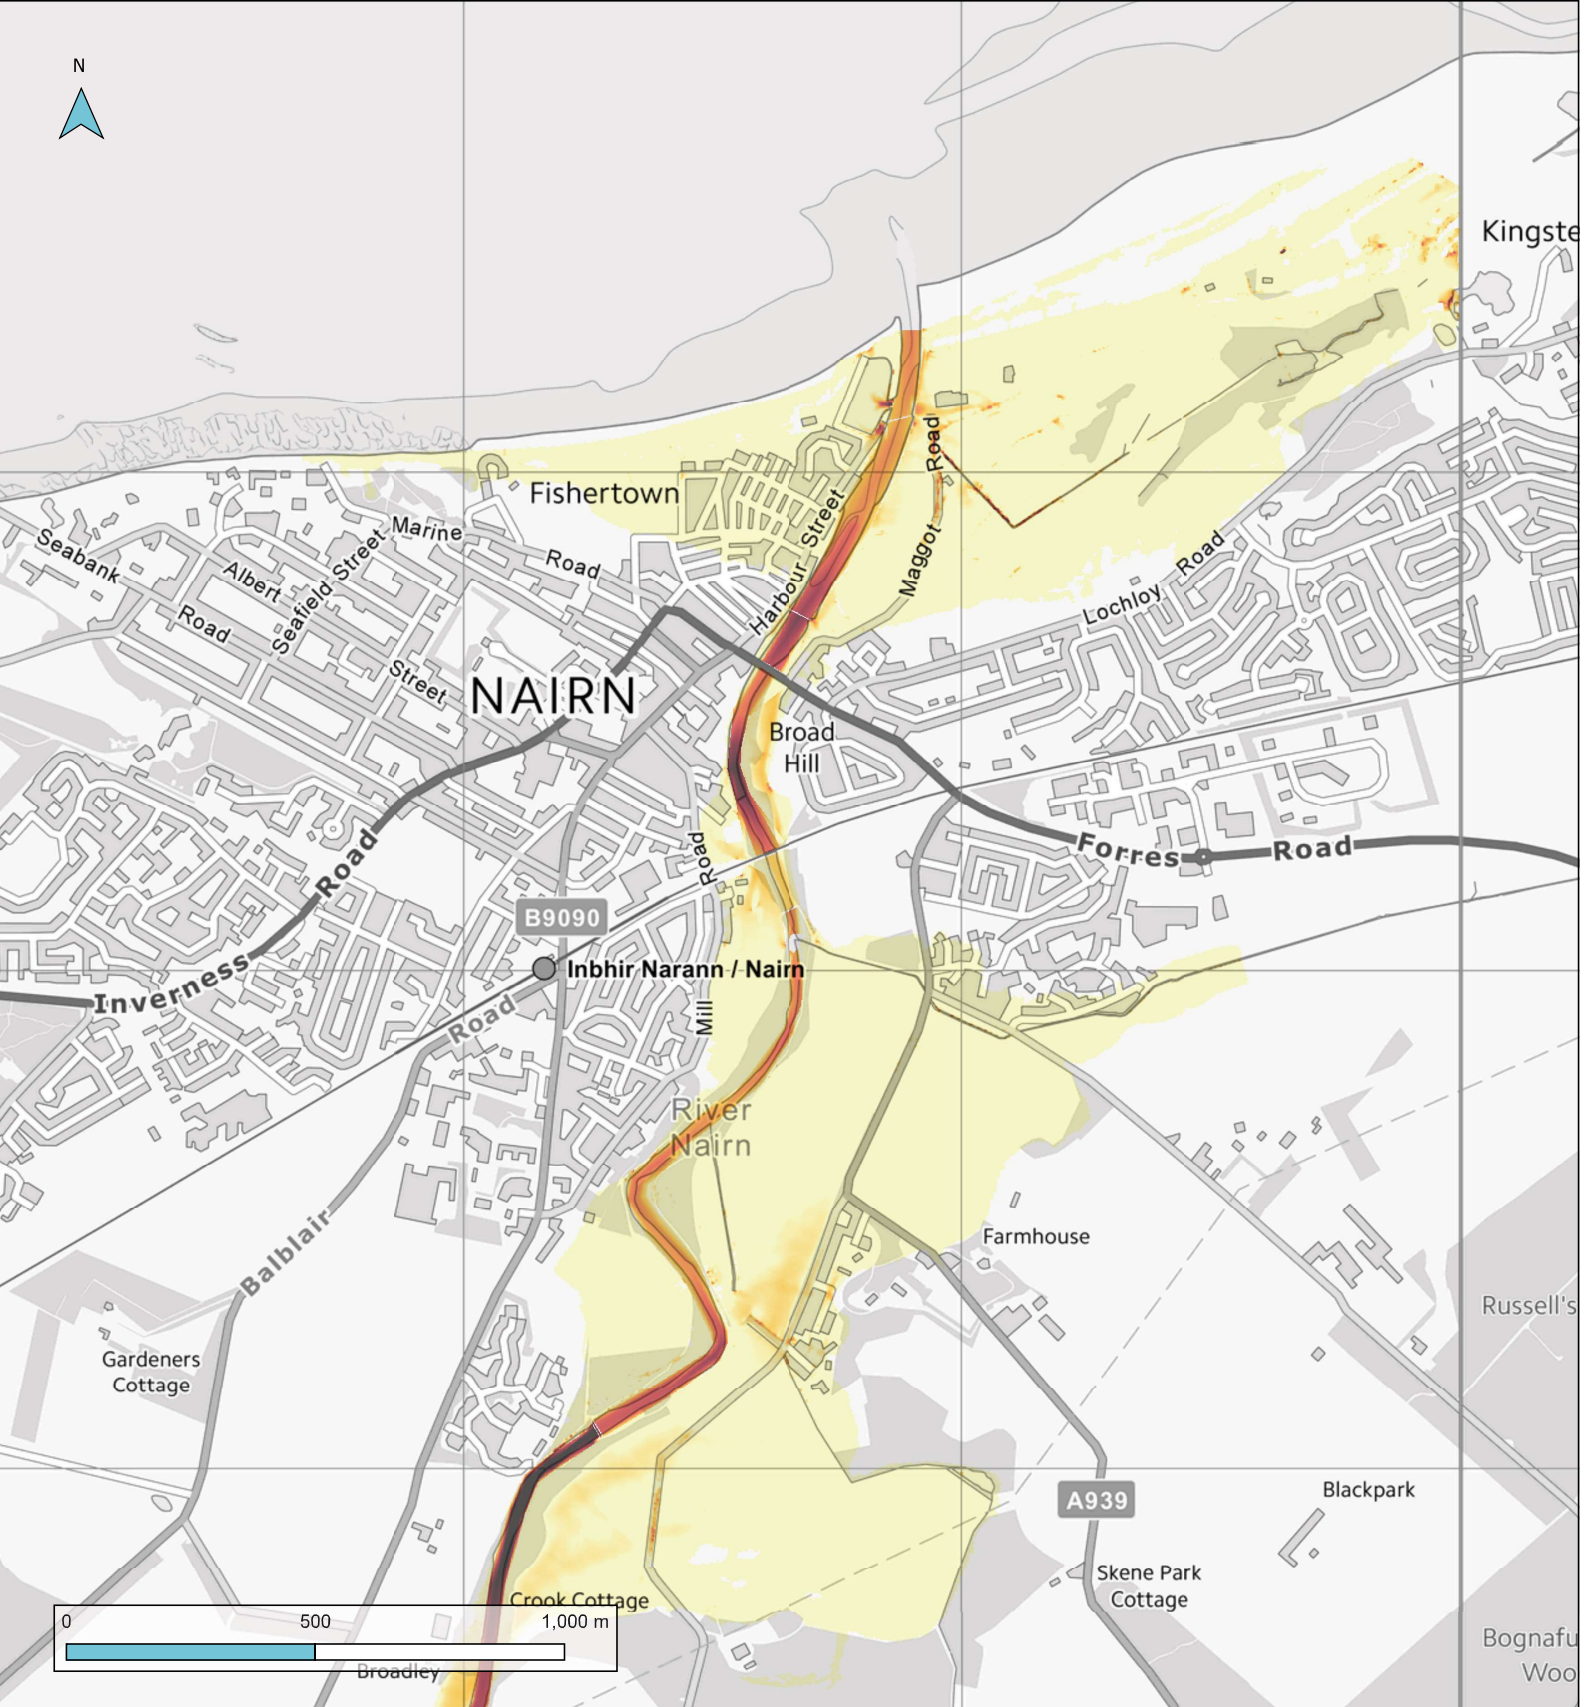 N
Kingste
Fishertown
Marine
Road
Seabank
Road
Albert
Street
Seafield Street
Harbour Street
Maggot Road
Lochloy Road
NAIRN
Broad
Hill
Inverness Road
Forres Road
B9090
Inbhir Narann / Nairn
Mill Road
Balblair Road
River
Nairn
Farmhouse
Russell's
Gardeners
Cottage
A939
Blackpark
Skene Park
Cottage
Crook Cottage
0 500 1,000 m
Broadley
Bognafu
Woo